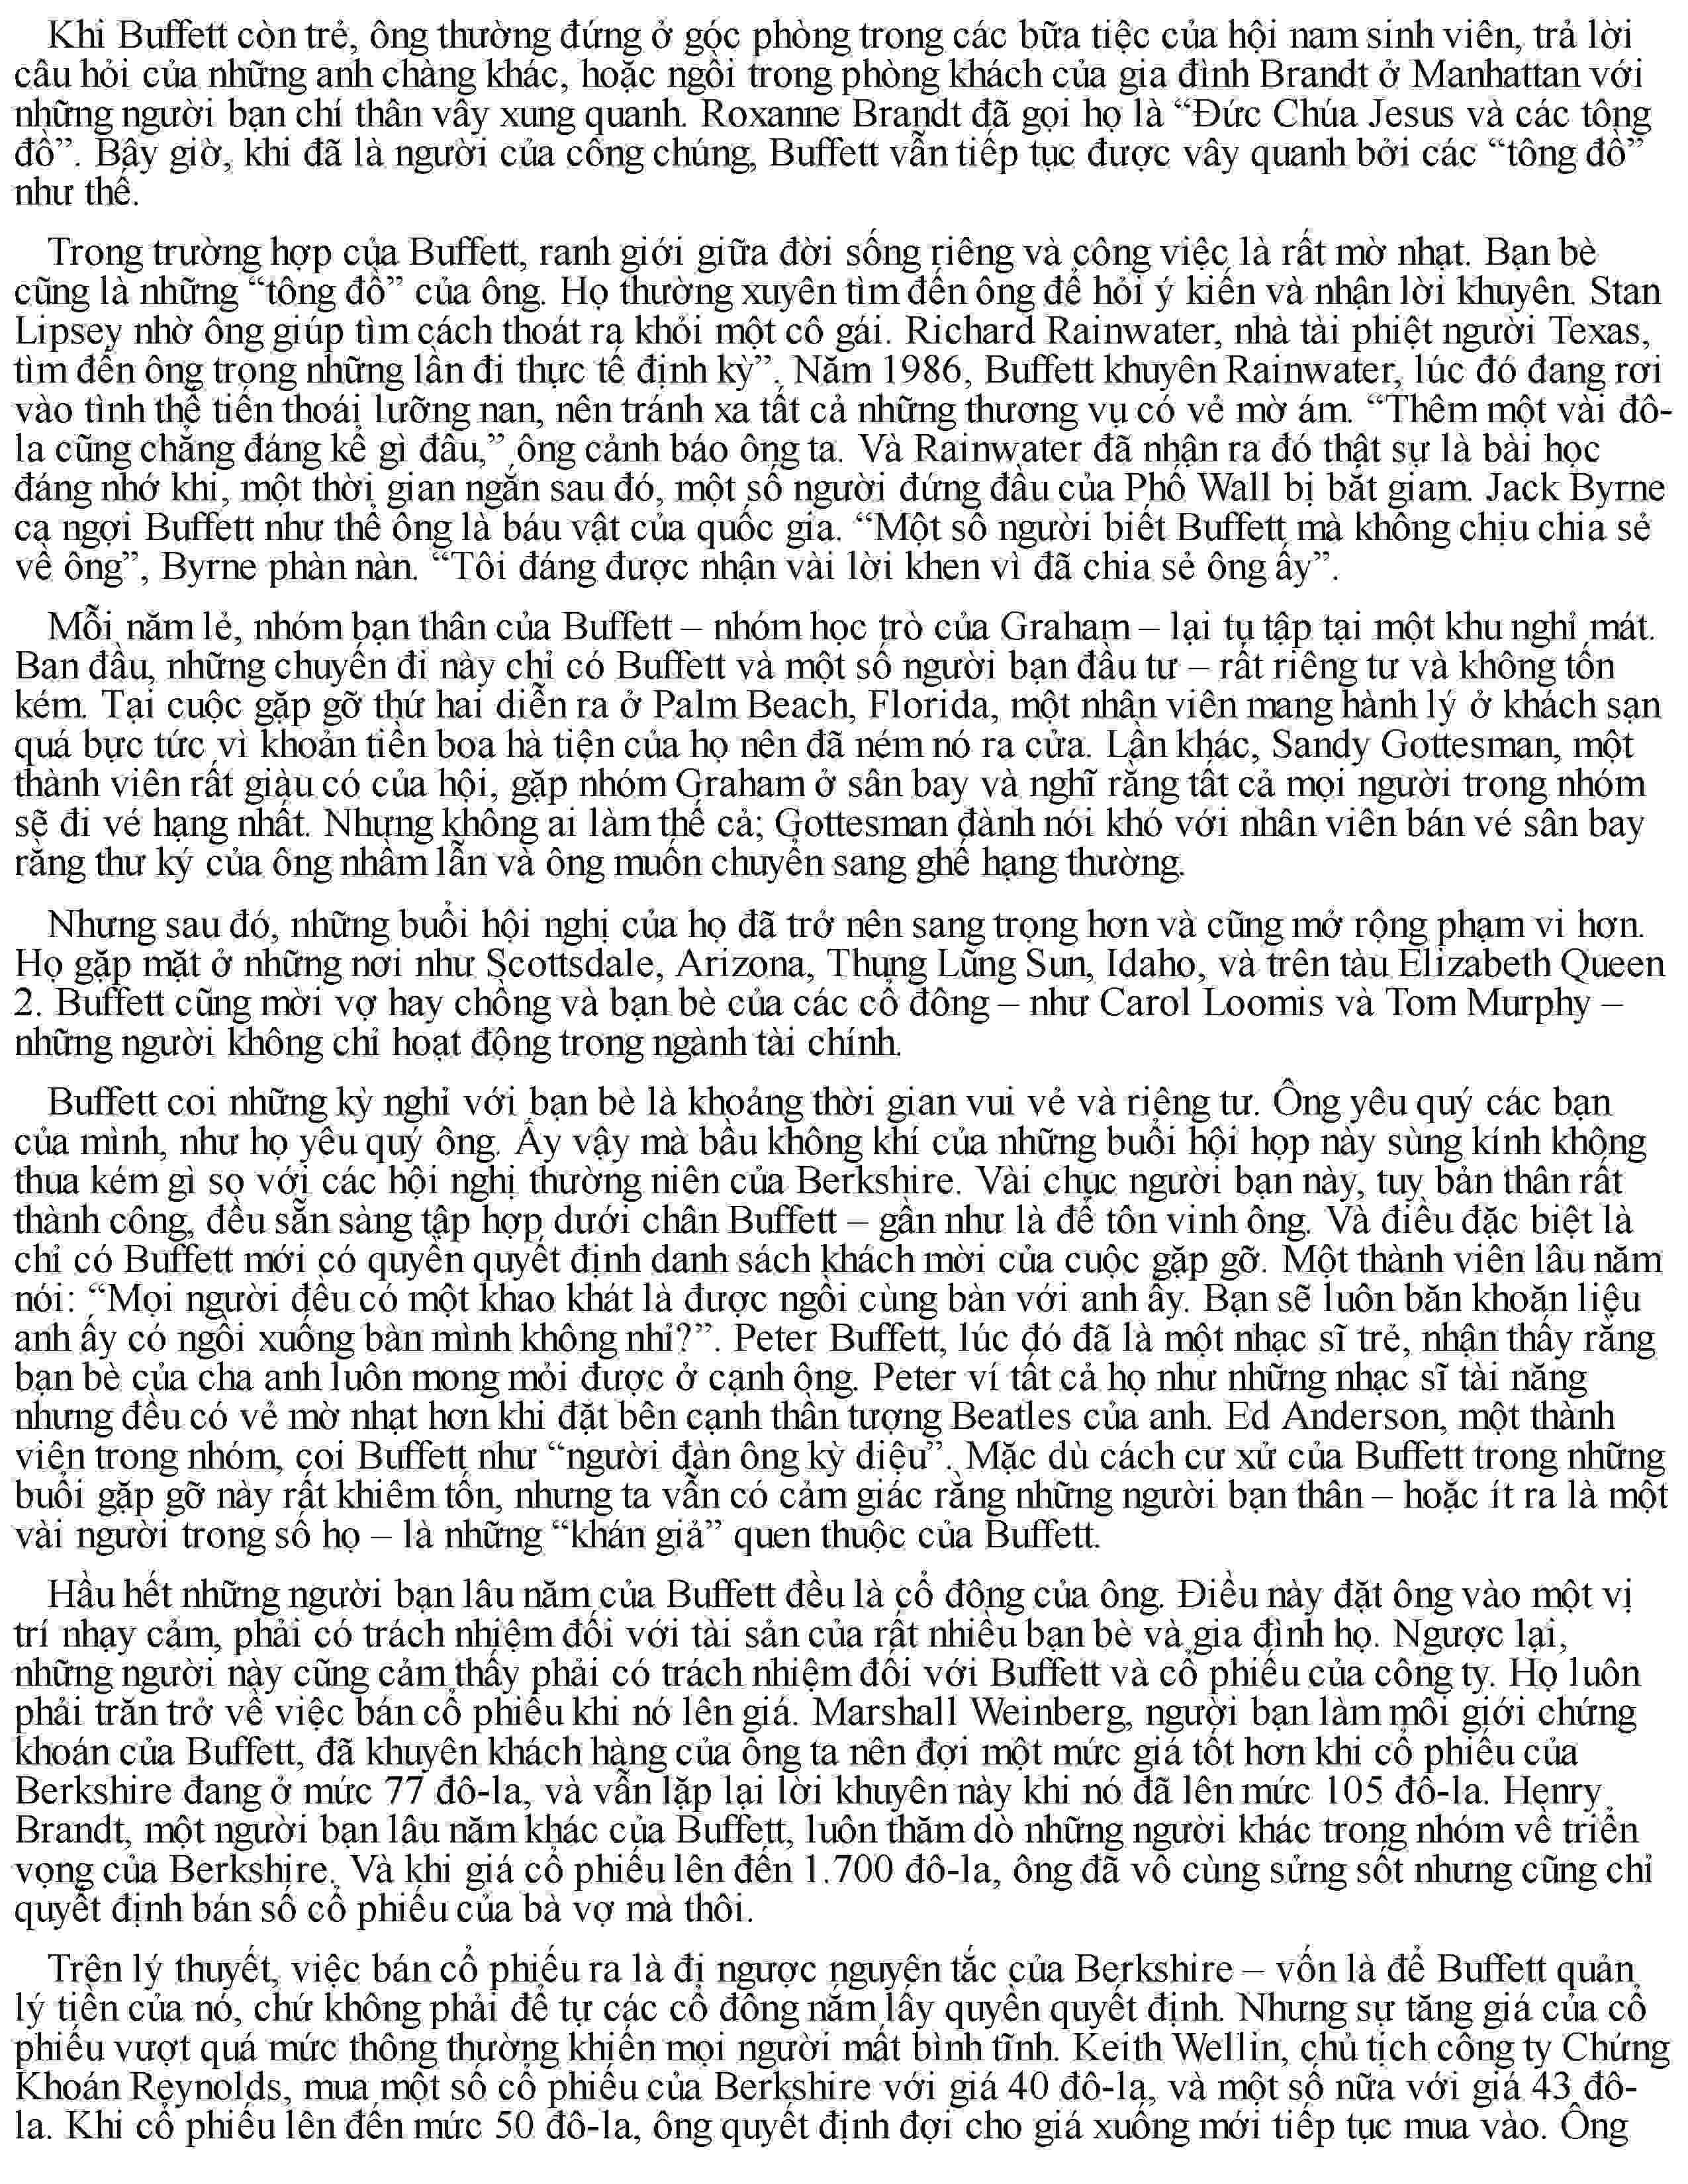 Khi Buffett còn trẻ, ông thường đứng ở góc phòng trong các bữa tiệc của hội nam sinh viên, trả lời
câu hỏi của những anh chàng khác, hoặc ngồi trong phòng khách của gia đình Brandt ở Manhattan với
những người bạn chí thân vây xung quanh. Roxanne Brandt đã gọi họ là “Đức Chúa Jesus và các tông
đồ”. Bây giờ, khi đã là người của công chúng, Buffett vẫn tiếp tục được vây quanh bởi các “tông đồ”
như thế.
Trong trường hợp của Buffett, ranh giới giữa đời sống riêng và công việc là rất mờ nhạt. Bạn bè
cũng là những “tông đồ” của ông. Họ thường xuyên tìm đến ông để hỏi ý kiến và nhận lời khuyên. Stan
Lipsey nhờ ông giúp tìm cách thoát ra khỏi một cô gái. Richard Rainwater, nhà tài phiệt người Texas,
tìm đến ông trong những lần đi thực tế định kỳ”. Năm 1986, Buffett khuyên Rainwater, lúc đó đang rơi
vào tình thế tiến thoái lưỡng nan, nên tránh xa tất cả những thương vụ có vẻ mờ ám. “Thêm một vài đô-
la cũng chẳng đáng kể gì đâu,” ông cảnh báo ông ta. Và Rainwater đã nhận ra đó thật sự là bài học
đáng nhớ khi, một thời gian ngắn sau đó, một số người đứng đầu của Phố Wall bị bắt giam. Jack Byrne
ca ngợi Buffett như thể ông là báu vật của quốc gia. “Một số người biết Buffett mà không chịu chia sẻ
về ông”, Byrne phàn nàn. “Tôi đáng được nhận vài lời khen vì đã chia sẻ ông ấy”.
Mỗi năm lẻ, nhóm bạn thân của Buffett – nhóm học trò của Graham – lại tụ tập tại một khu nghỉ mát.
Ban đầu, những chuyến đi này chỉ có Buffett và một số người bạn đầu tư – rất riêng tư và không tốn
kém. Tại cuộc gặp gỡ thứ hai diễn ra ở Palm Beach, Florida, một nhân viên mang hành lý ở khách sạn
quá bực tức vì khoản tiền boa hà tiện của họ nên đã ném nó ra cửa. Lần khác, Sandy Gottesman, một
thành viên rất giàu có của hội, gặp nhóm Graham ở sân bay và nghĩ rằng tất cả mọi người trong nhóm
sẽ đi vé hạng nhất. Nhưng không ai làm thế cả; Gottesman đành nói khó với nhân viên bán vé sân bay
rằng thư ký của ông nhầm lẫn và ông muốn chuyển sang ghế hạng thường.
Nhưng sau đó, những buổi hội nghị của họ đã trở nên sang trọng hơn và cũng mở rộng phạm vi hơn.
Họ gặp mặt ở những nơi như Scottsdale, Arizona, Thung Lũng Sun, Idaho, và trên tàu Elizabeth Queen
2. Buffett cũng mời vợ hay chồng và bạn bè của các cổ đông – như Carol Loomis và Tom Murphy –
những người không chỉ hoạt động trong ngành tài chính.
Buffett coi những kỳ nghỉ với bạn bè là khoảng thời gian vui vẻ và riêng tư. Ông yêu quý các bạn
của mình, như họ yêu quý ông. Ấy vậy mà bầu không khí của những buổi hội họp này sùng kính không
thua kém gì so với các hội nghị thường niên của Berkshire. Vài chục người bạn này, tuy bản thân rất
thành công, đều sẵn sàng tập hợp dưới chân Buffett – gần như là để tôn vinh ông. Và điều đặc biệt là
chỉ có Buffett mới có quyền quyết định danh sách khách mời của cuộc gặp gỡ. Một thành viên lâu năm
nói: “Mọi người đều có một khao khát là được ngồi cùng bàn với anh ấy. Bạn sẽ luôn băn khoăn liệu
anh ấy có ngồi xuống bàn mình không nhỉ?”. Peter Buffett, lúc đó đã là một nhạc sĩ trẻ, nhận thấy rằng
bạn bè của cha anh luôn mong mỏi được ở cạnh ông. Peter ví tất cả họ như những nhạc sĩ tài năng
nhưng đều có vẻ mờ nhạt hơn khi đặt bên cạnh thần tượng Beatles của anh. Ed Anderson, một thành
viên trong nhóm, coi Buffett như “người đàn ông kỳ diệu”. Mặc dù cách cư xử của Buffett trong những
buổi gặp gỡ này rất khiêm tốn, nhưng ta vẫn có cảm giác rằng những người bạn thân – hoặc ít ra là một
vài người trong số họ – là những “khán giả” quen thuộc của Buffett.
Hầu hết những người bạn lâu năm của Buffett đều là cổ đông của ông. Điều này đặt ông vào một vị
trí nhạy cảm, phải có trách nhiệm đối với tài sản của rất nhiều bạn bè và gia đình họ. Ngược lại,
những người này cũng cảm thấy phải có trách nhiệm đối với Buffett và cổ phiếu của công ty. Họ luôn
phải trăn trở về việc bán cổ phiếu khi nó lên giá. Marshall Weinberg, người bạn làm môi giới chứng
khoán của Buffett, đã khuyên khách hàng của ông ta nên đợi một mức giá tốt hơn khi cổ phiếu của
Berkshire đang ở mức 77 đô-la, và vẫn lặp lại lời khuyên này khi nó đã lên mức 105 đô-la. Henry
Brandt, một người bạn lâu năm khác của Buffett, luôn thăm dò những người khác trong nhóm về triển
vọng của Berkshire. Và khi giá cổ phiếu lên đến 1.700 đô-la, ông đã vô cùng sửng sốt nhưng cũng chỉ
quyết định bán số cổ phiếu của bà vợ mà thôi.
Trên lý thuyết, việc bán cổ phiếu ra là đi ngược nguyên tắc của Berkshire – vốn là để Buffett quản
lý tiền của nó, chứ không phải để tự các cổ đông nắm lấy quyền quyết định. Nhưng sự tăng giá của cổ
phiếu vượt quá mức thông thường khiến mọi người mất bình tĩnh. Keith Wellin, chủ tịch công ty Chứng
Khoán Reynolds, mua một số cổ phiếu của Berkshire với giá 40 đô-la, và một số nữa với giá 43 đô-
la. Khi cổ phiếu lên đến mức 50 đô-la, ông quyết định đợi cho giá xuống mới tiếp tục mua vào. Ông